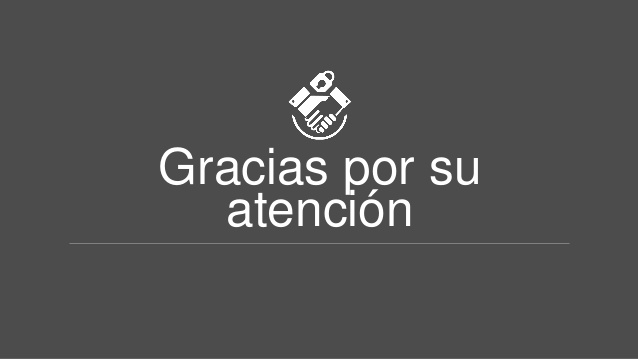 Gracias por su
atención